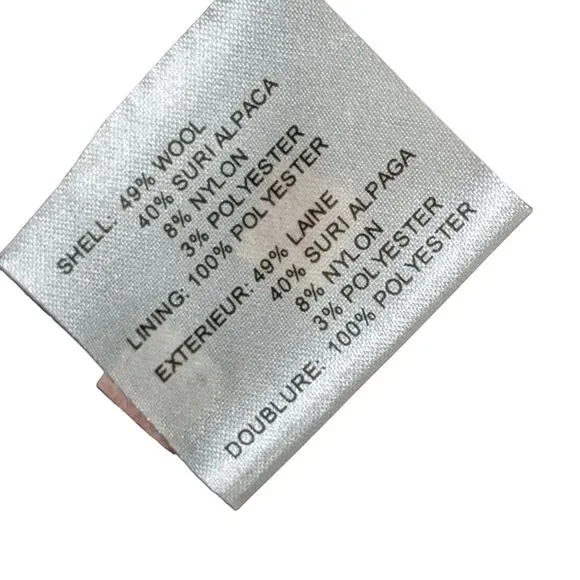 SHELL: 49% WOOL
40% SURI ALPACA
8% NYLON
3% POLYESTER
LINING: 100% POLYESTER
EXTERIEUR: 49% LAINE
40% SURI ALPAGA
8% NYLON
3% POLYESTER
DOUBLURE: 100% POLYESTER